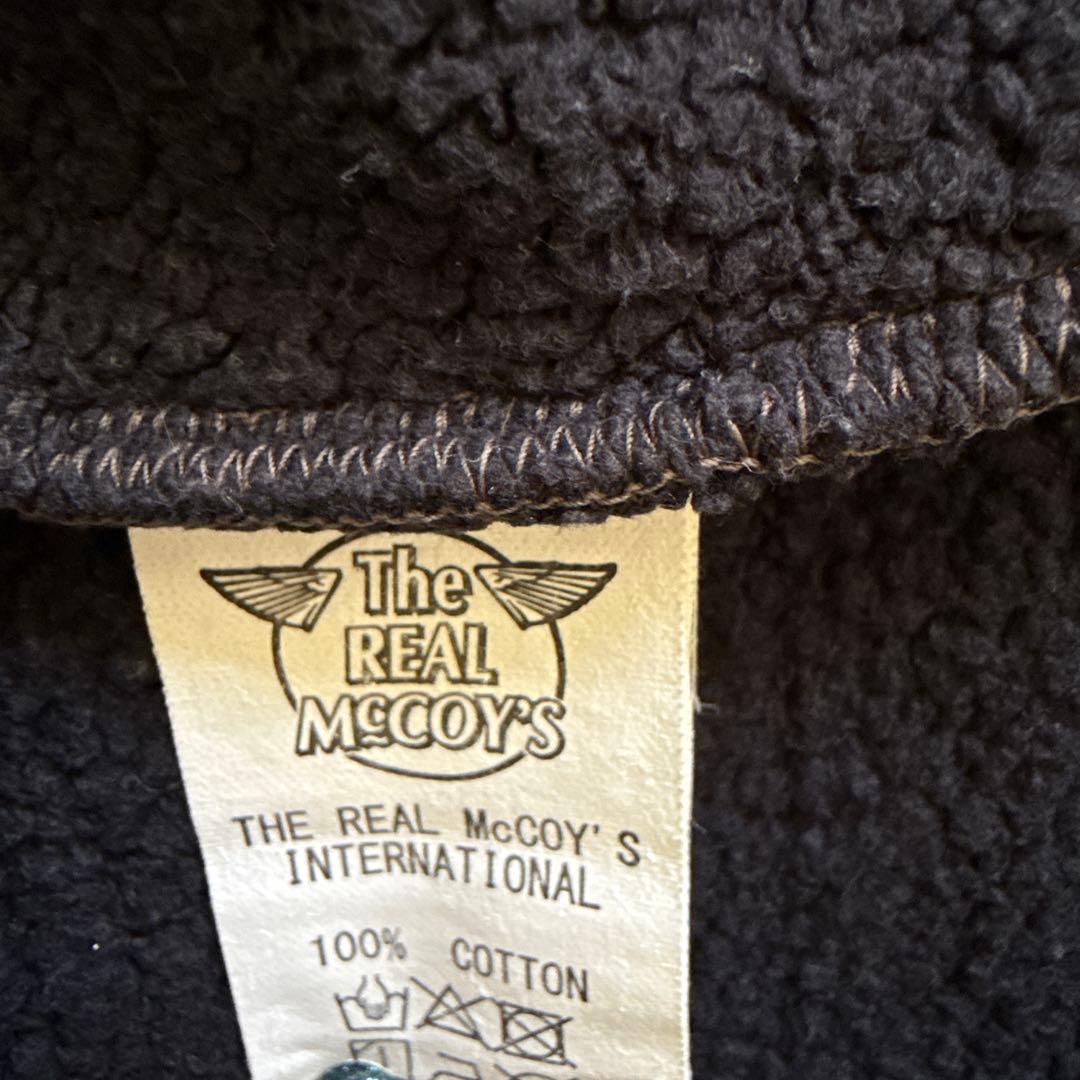 The
REAL
McCOY'S
THE REAL McCOY'S
INTERNATIONAL
100% COTTON